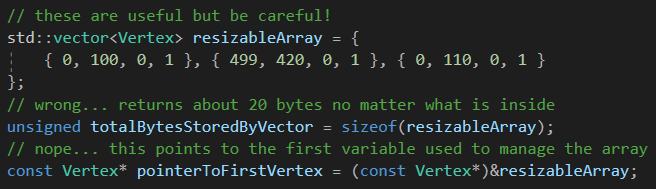 // these are useful but be careful!
std::vector<Vertex> resizableArray = {
    { 0, 100, 0, 1 }, { 499, 420, 0, 1 }, { 0, 110, 0, 1 }
};
// wrong... returns about 20 bytes no matter what is inside
unsigned totalBytesStoredByVector = sizeof(resizableArray);
// nope... this points to the first variable used to manage the array
const Vertex* pointerToFirstVertex = (const Vertex*)&resizableArray;